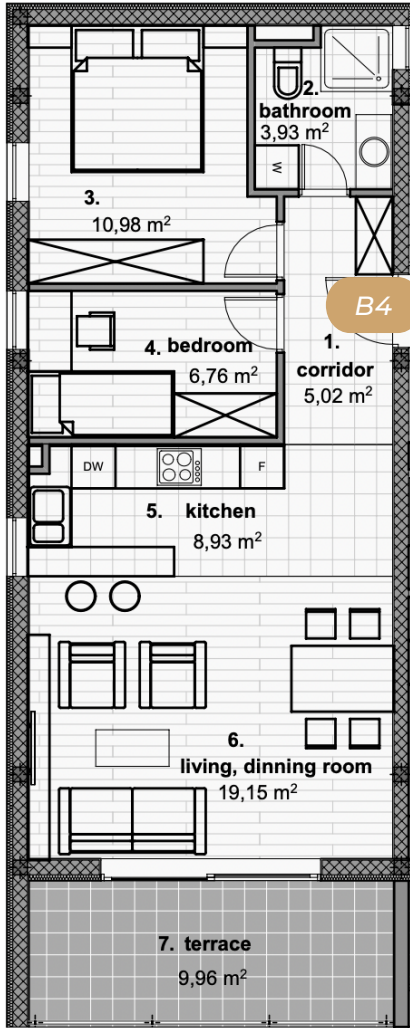 2.
bathroom
3,93 m²
W
3.
10,98 m²
B4
1.
corridor
5,02 m²
4. bedroom
6,76 m²
DW
F
5. kitchen
8,93 m²
6.
living, dinning room
19,15 m²
7. terrace
9,96 m²